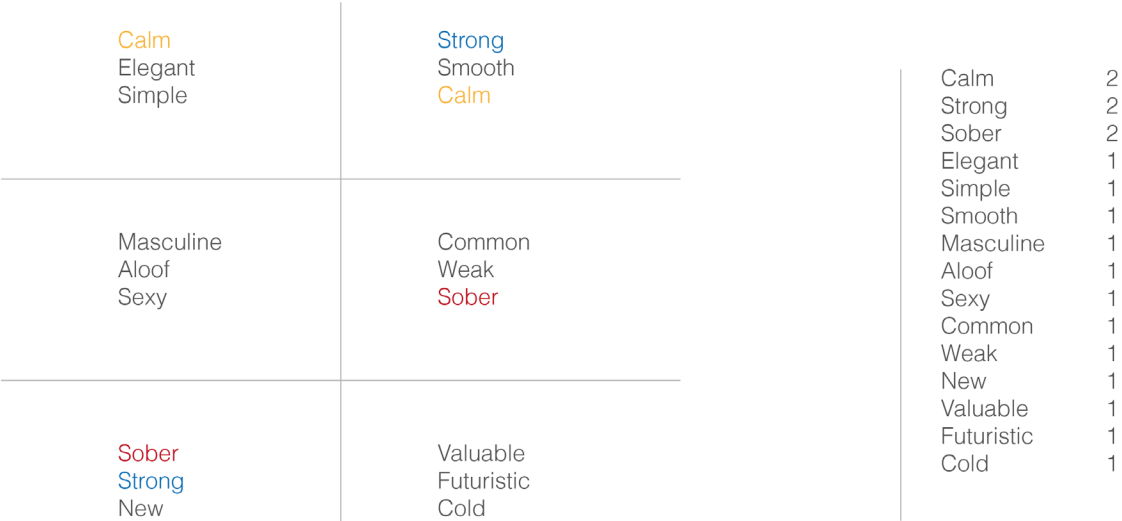 Calm
Elegant
Simple
Strong
Smooth
Calm
Masculine
Aloof
Sexy
Common
Weak
Sober
Sober
Strong
New
Valuable
Futuristic
Cold
Calm 2
Strong 2
Sober 2
Elegant 1
Simple 1
Smooth 1
Masculine 1
Aloof 1
Sexy 1
Common 1
Weak 1
New 1
Valuable 1
Futuristic 1
Cold 1